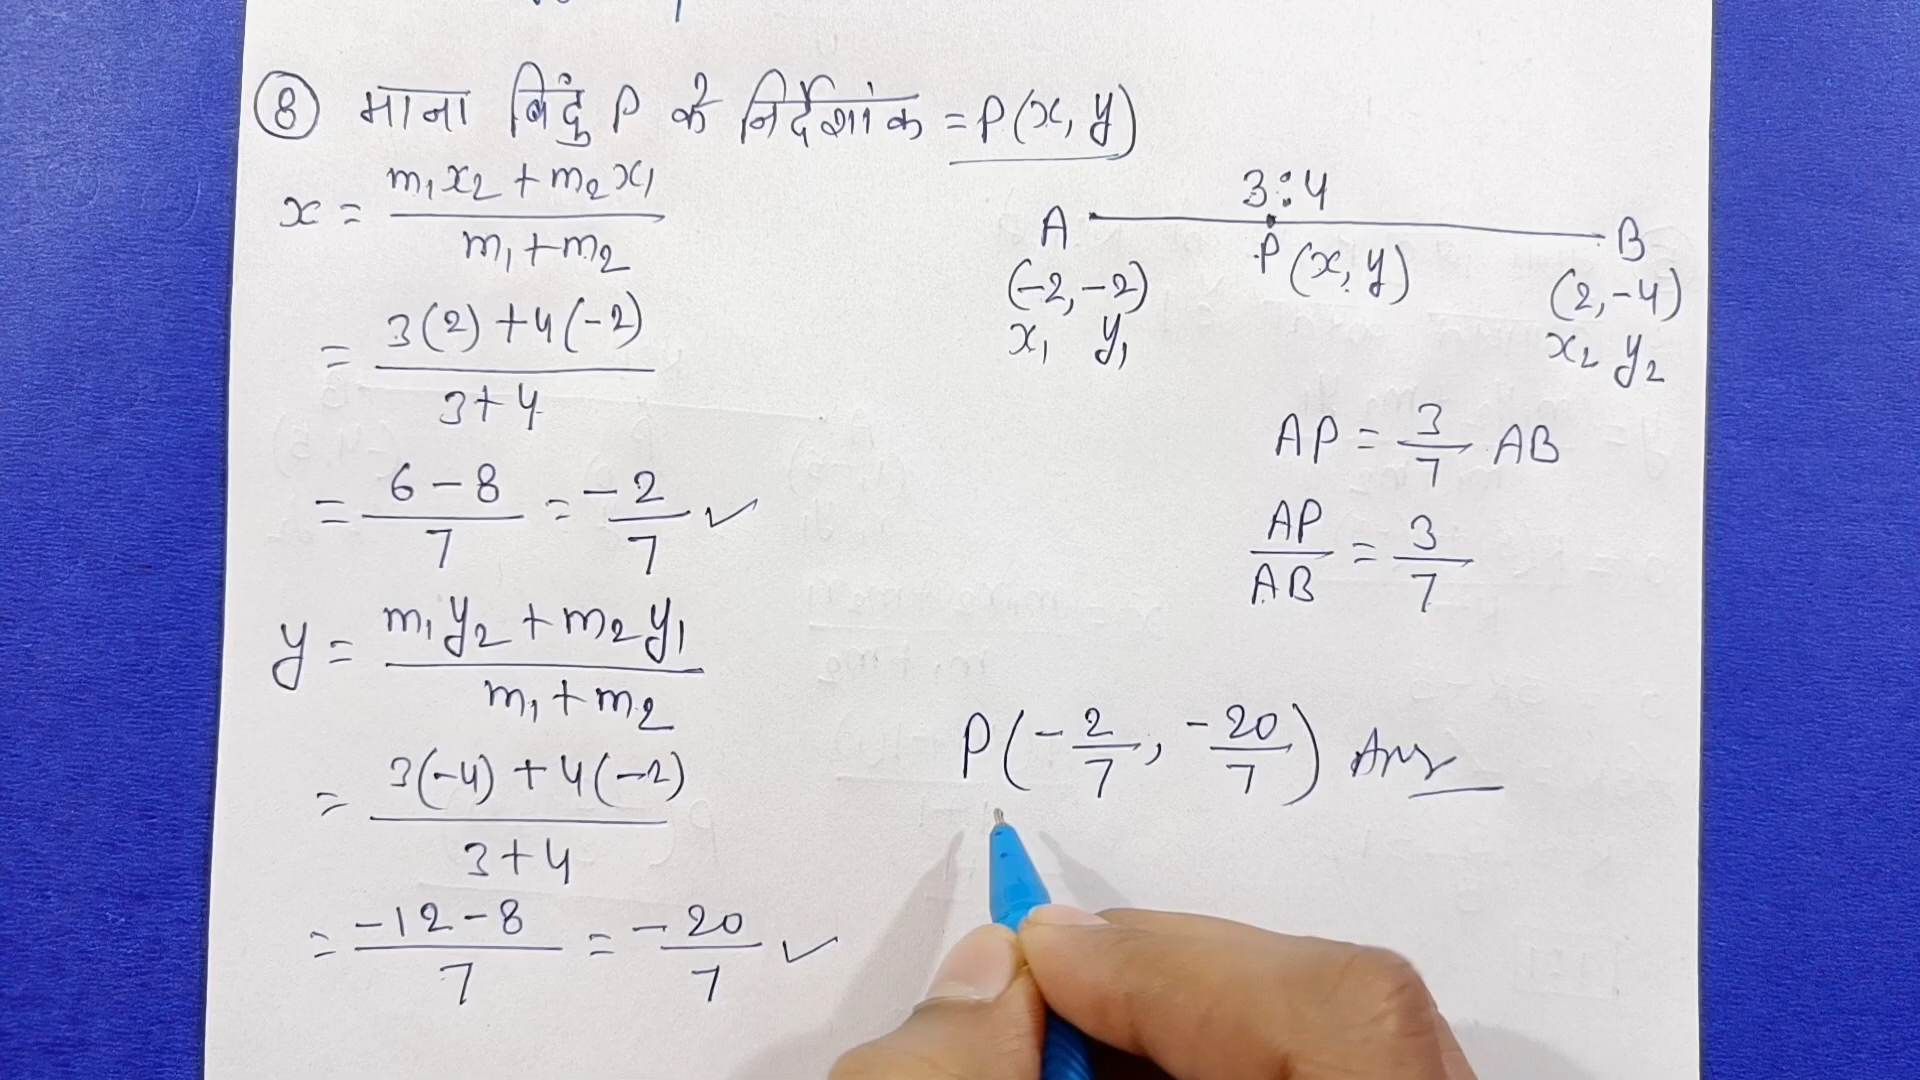 ⑧ माना बिंदु P के निर्देशांक = P(x, y)
x = (m₁x₂ + m₂x₁) / (m₁ + m₂)
= (3(2) + 4(-2)) / (3 + 4)
= (6 - 8) / 7 = -2/7 ✓
y = (m₁y₂ + m₂y₁) / (m₁ + m₂)
= (3(-4) + 4(-2)) / (3 + 4)
= (-12 - 8) / 7 = -20/7 ✓
3:4
A B
P(x, y)
(-2, -2) (2, -4)
x₁ y₁ x₂ y₂
AP = 3/7 AB
AP/AB = 3/7
P(-2/7, -20/7) Ans